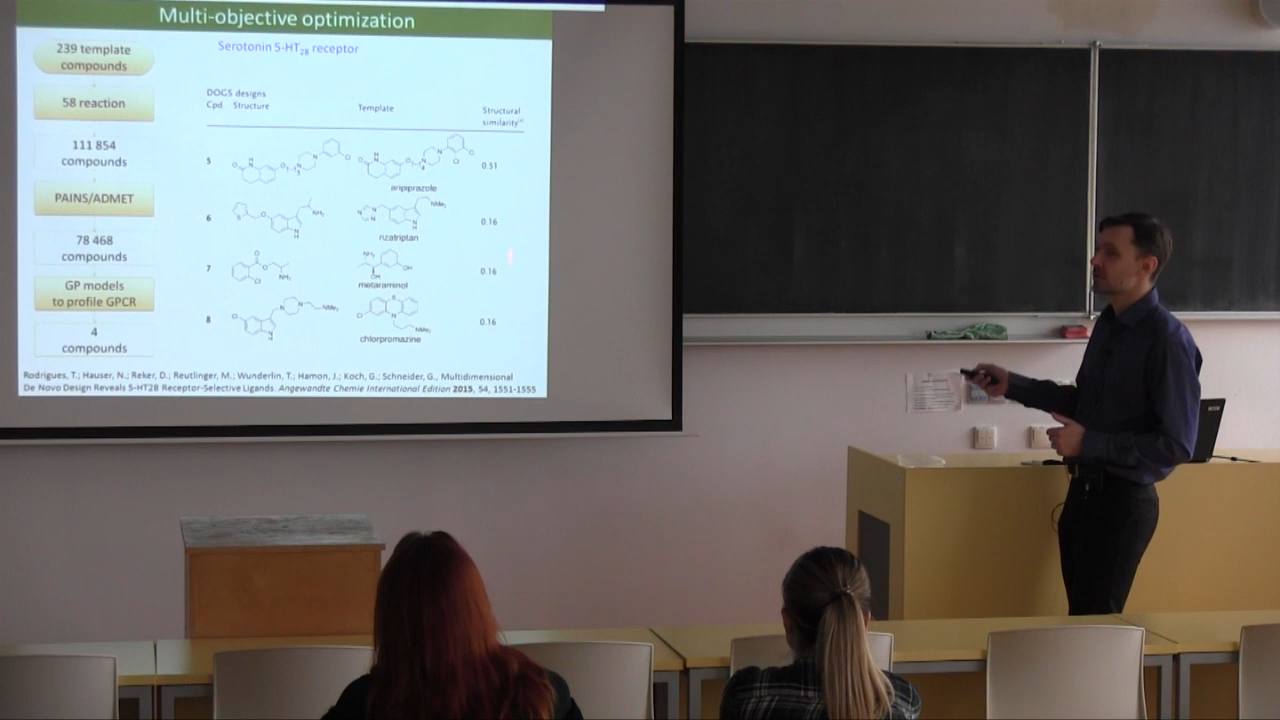 Multi-objective optimization
239 template
compounds
58 reaction
111 854
compounds
PAINS/ADMET
78 468
compounds
GP models
to profile GPCR
4
compounds
Serotonin 5-HT2B receptor
DOGS designs
Cpd. Structure Template Structural
similarity[a]
5 0.51
aripiprazole
6 0.16
rizatriptan
7 0.16
metaraminol
8 0.16
chlorpromazine
Rodrigues, T.; Hauser, N.; Reker, D.; Reutlinger, M.; Wunderlin, T.; Hamon, J.; Koch, G.; Schneider, G., Multidimensional
De Novo Design Reveals 5-HT2B Receptor-Selective Ligands. Angewandte Chemie International Edition 2015, 54, 1551-1555